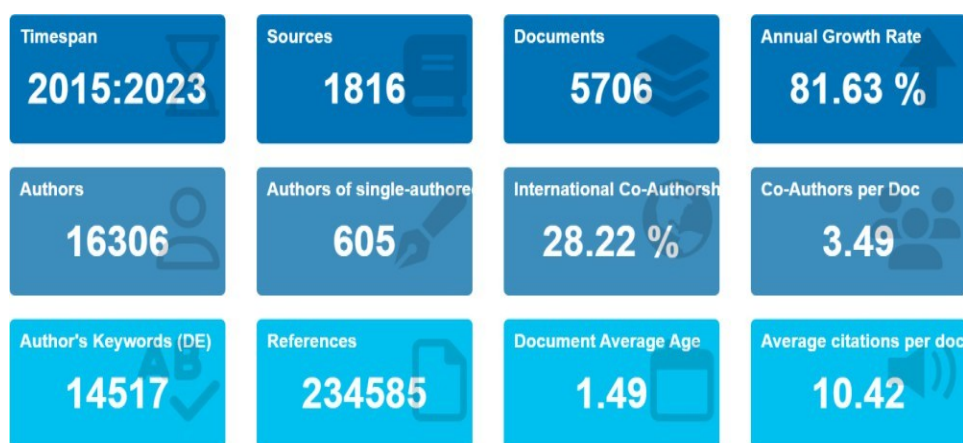 Timespan
2015:2023
Sources
1816
Documents
5706
Annual Growth Rate
81.63 %
Authors
16306
Authors of single-authore
605
International Co-Authorsh
28.22 %
Co-Authors per Doc
3.49
Author's Keywords (DE)
14517
AB
References
234585
Document Average Age
1.49
Average citations per doc
10.42